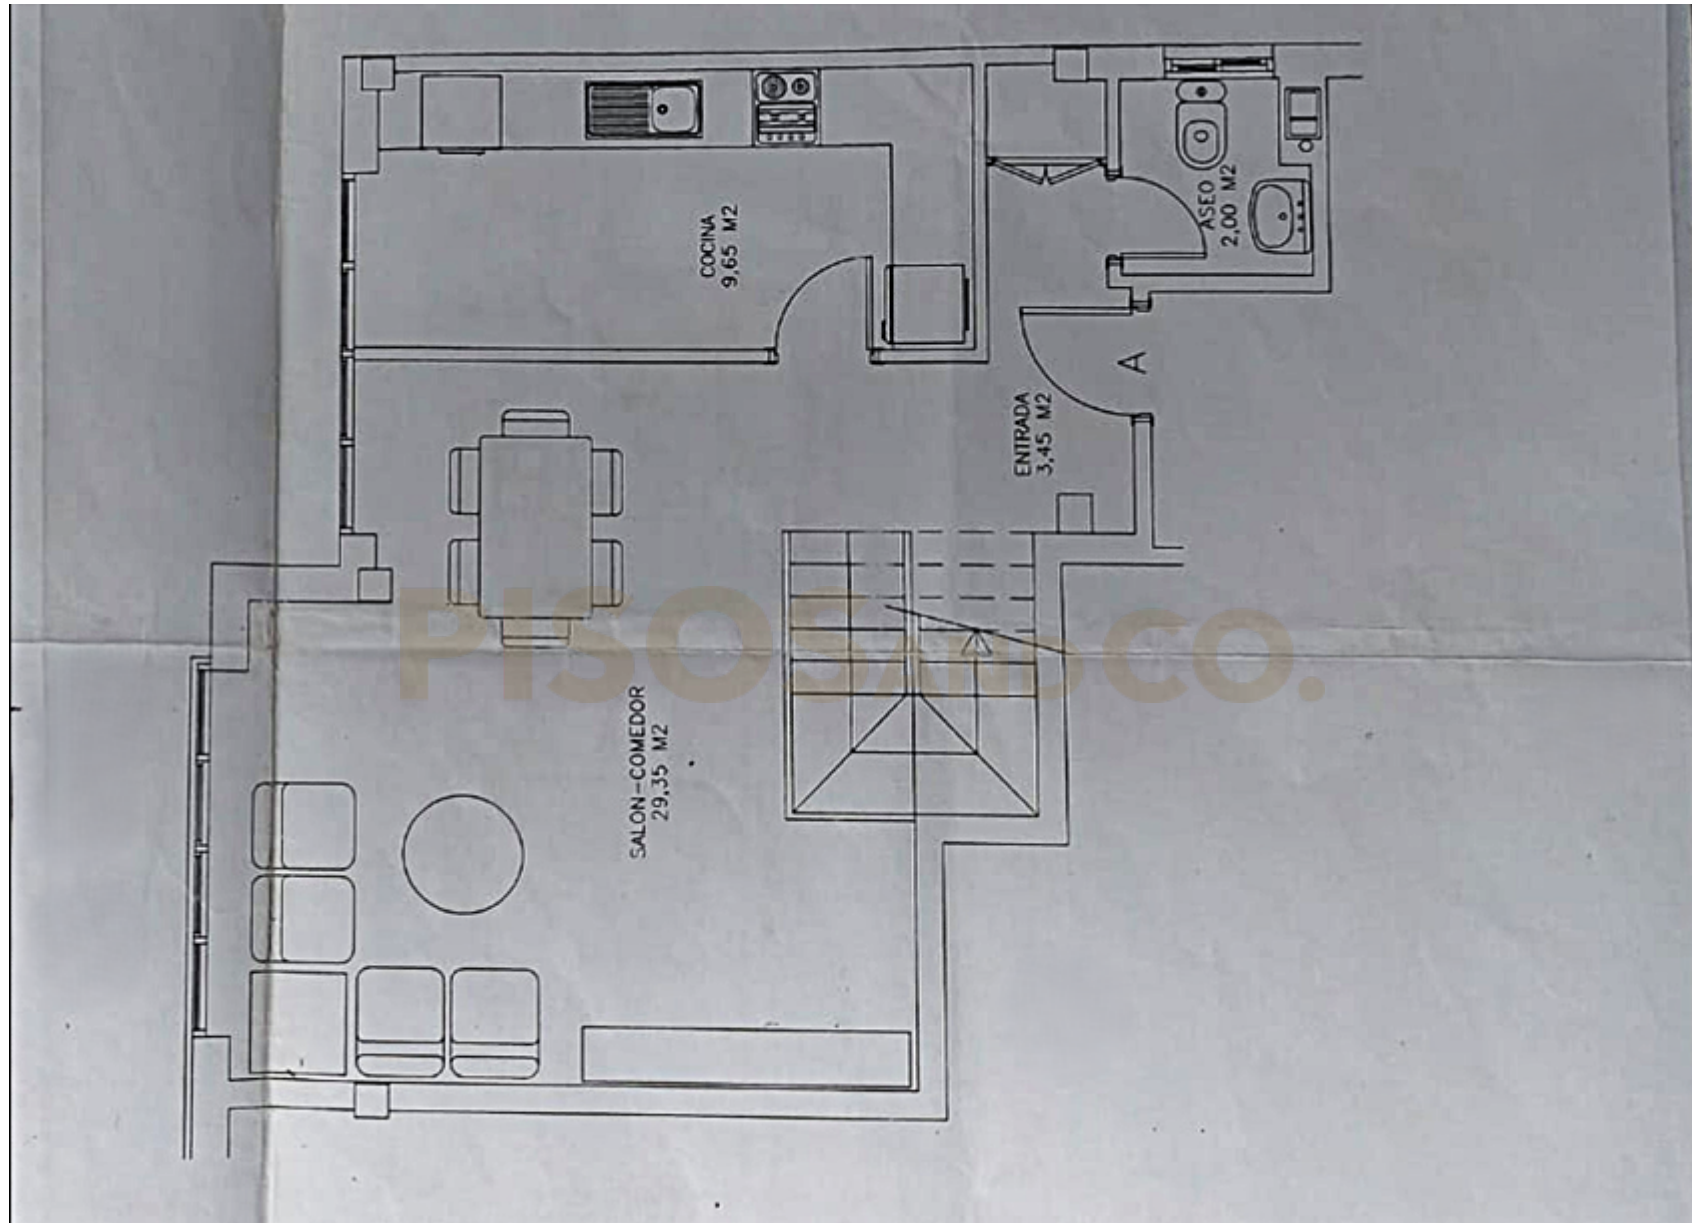 COCINA
9,65 M2
ASEO
2,00 M2
A
ENTRADA
3,45 M2
PISOS AND CO.
SALON-COMEDOR
29,35 M2